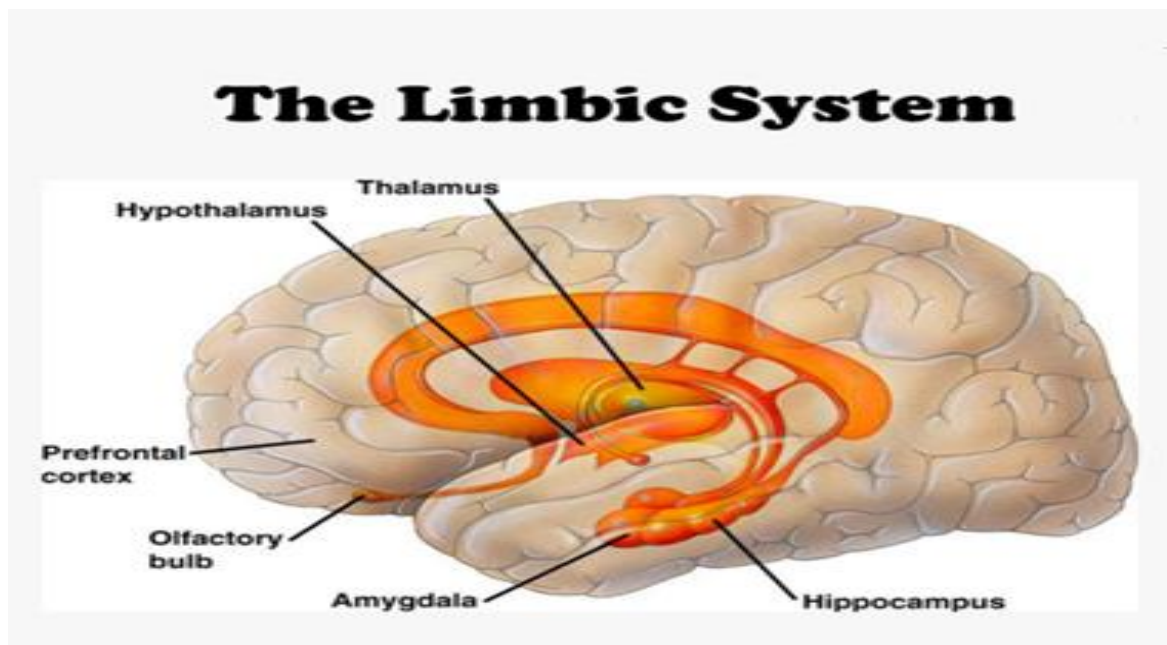 The Limbic System
Thalamus
Hypothalamus
Prefrontal
cortex
Olfactory
bulb
Amygdala
Hippocampus